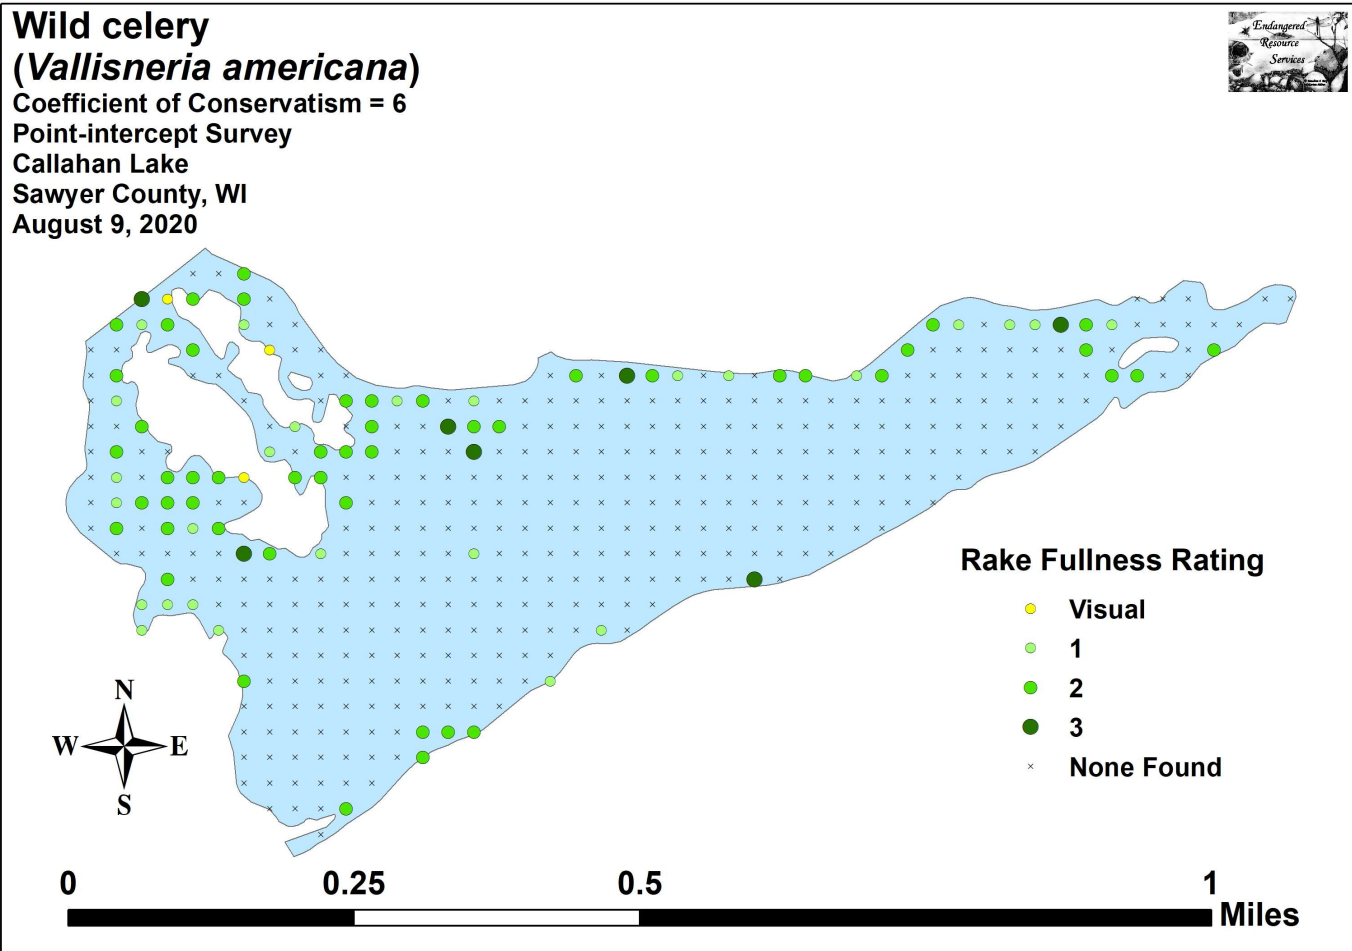 Wild celery
(Vallisneria americana)
Coefficient of Conservatism = 6
Point-intercept Survey
Callahan Lake
Sawyer County, WI
August 9, 2020
Endangered
Resource
Services
Rake Fullness Rating
Visual
1
2
3
None Found
N
W E
S
0 0.25 0.5 1
Miles